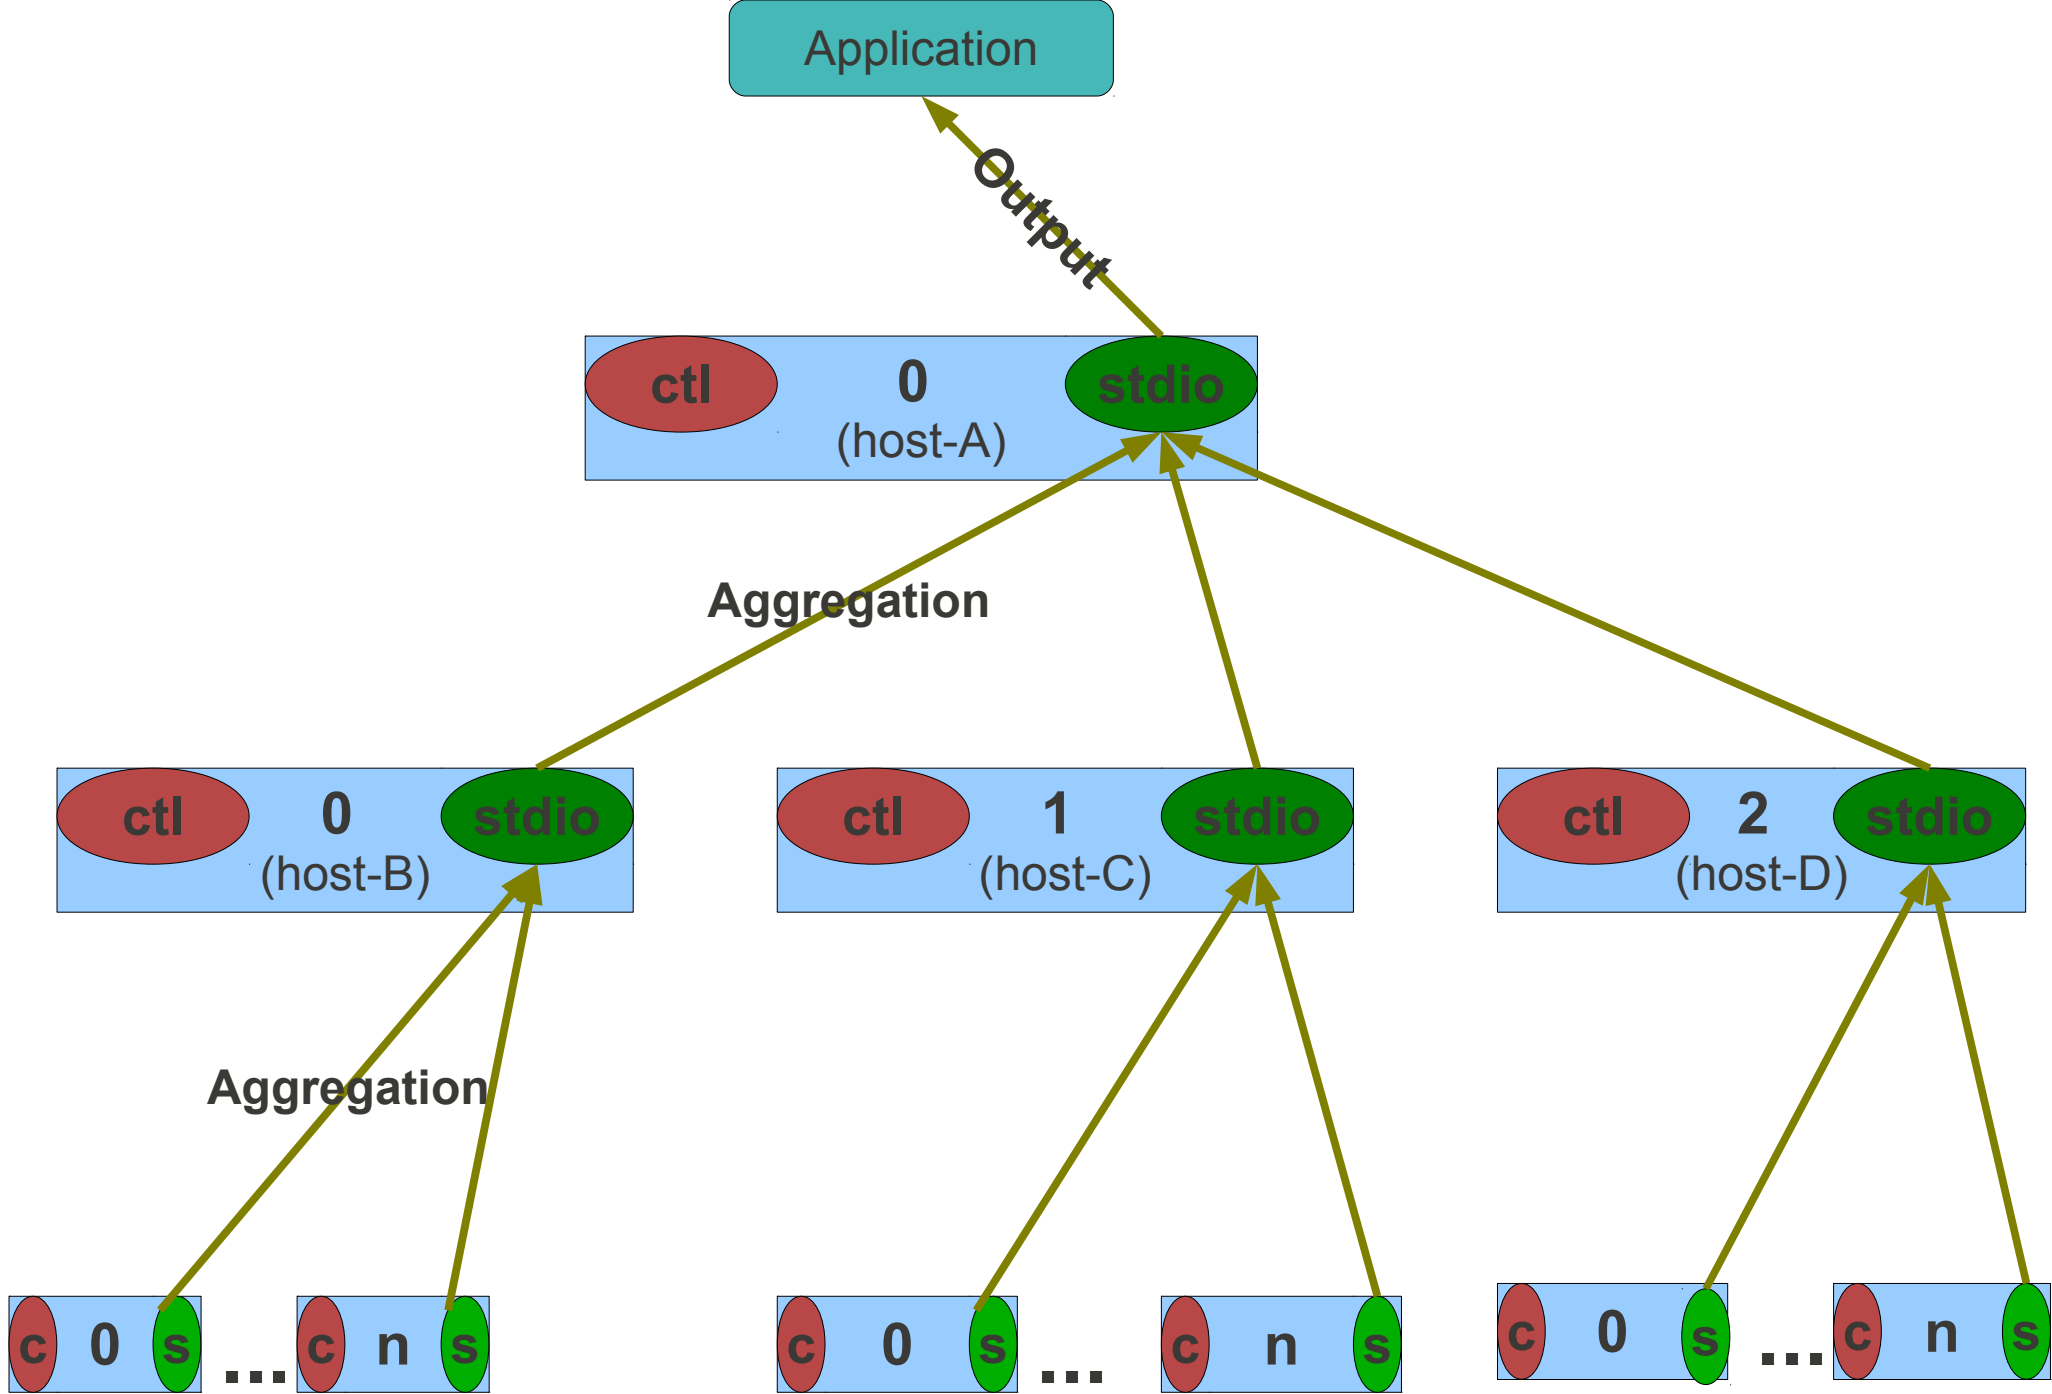 Application
Output
ctl 0 stdio
(host-A)
Aggregation
ctl 0 stdio
(host-B)
ctl 1 stdio
(host-C)
ctl 2 stdio
(host-D)
Aggregation
c 0 s ... c n s
c 0 s ... c n s
c 0 s ... c n s